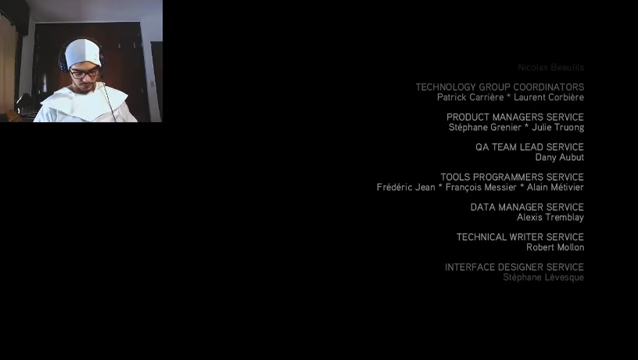 Nicolas Beaufils
TECHNOLOGY GROUP COORDINATORS
Patrick Carrière * Laurent Corbière
PRODUCT MANAGERS SERVICE
Stéphane Grenier * Julie Truong
QA TEAM LEAD SERVICE
Dany Aubut
TOOLS PROGRAMMERS SERVICE
Frédéric Jean * François Messier * Alain Métivier
DATA MANAGER SERVICE
Alexis Tremblay
TECHNICAL WRITER SERVICE
Robert Mollon
INTERFACE DESIGNER SERVICE
Stéphane Lévesque